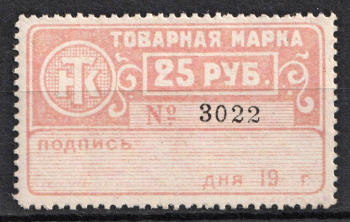 ТОВАРНАЯ МАРКА
НТК
25 РУБ.
№ 3022
ПОДПИСЬ
ДНЯ 19 Г